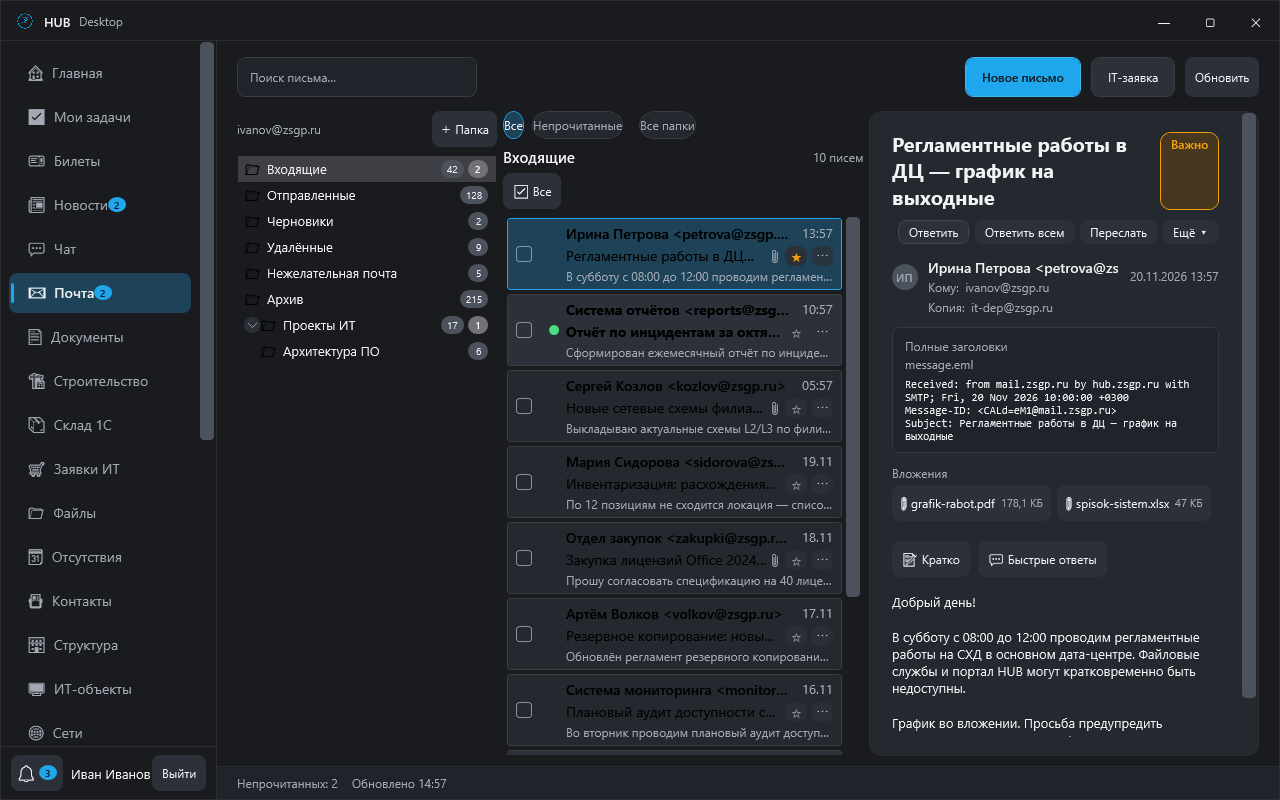 HUB Desktop
Главная
Мои задачи
Билеты
Новости 2
Чат
Почта 2
Документы
Строительство
Склад 1С
Заявки ИТ
Файлы
Отсутствия
Контакты
Структура
ИТ-объекты
Сети
3 Иван Иванов Выйти
Поиск письма...
Новое письмо IT-заявка Обновить
ivanov@zsgp.ru + Папка
Входящие 42 2
Отправленные 128
Черновики 2
Удалённые 9
Нежелательная почта 5
Архив 215
Проекты ИТ 17 1
Архитектура ПО 6
Все Непрочитанные Все папки
Входящие 10 писем
Все
Ирина Петрова <petrova@zsgp.... 13:57
Регламентные работы в ДЦ...
В субботу с 08:00 до 12:00 проводим регламен...
Система отчётов <reports@zsg... 10:57
Отчёт по инцидентам за октя...
Сформирован ежемесячный отчёт по инциде...
Сергей Козлов <kozlov@zsgp.ru> 05:57
Новые сетевые схемы филиа...
Выкладываю актуальные схемы L2/L3 по фили...
Мария Сидорова <sidorova@zs... 19.11
Инвентаризация: расхождения...
По 12 позициям не сходится локация — списо...
Отдел закупок <zakupki@zsgp.r... 18.11
Закупка лицензий Office 2024...
Прошу согласовать спецификацию на 40 лице...
Артём Волков <volkov@zsgp.ru> 17.11
Резервное копирование: новы...
Обновлён регламент резервного копировани...
Система мониторинга <monitor... 16.11
Плановый аудит доступности с...
Во вторник проводим плановый аудит доступ...
Регламентные работы в
ДЦ — график на
выходные
Важно
Ответить Ответить всем Переслать Ещё
ИП
Ирина Петрова <petrova@zs 20.11.2026 13:57
Кому: ivanov@zsgp.ru
Копия: it-dep@zsgp.ru
Полные заголовки
message.eml
Received: from mail.zsgp.ru by hub.zsgp.ru with
SMTP; Fri, 20 Nov 2026 10:00:00 +0300
Message-ID: <CALd=eM1@mail.zsgp.ru>
Subject: Регламентные работы в ДЦ — график на
выходные
Вложения
grafik-rabot.pdf 178,1 КБ spisok-sistem.xlsx 47 КБ
Кратко Быстрые ответы
Добрый день!
В субботу с 08:00 до 12:00 проводим регламентные
работы на СХД в основном дата-центре. Файловые
службы и портал HUB могут кратковременно быть
недоступны.
График во вложении. Просьба предупредить
Непрочитанных: 2 Обновлено 14:57